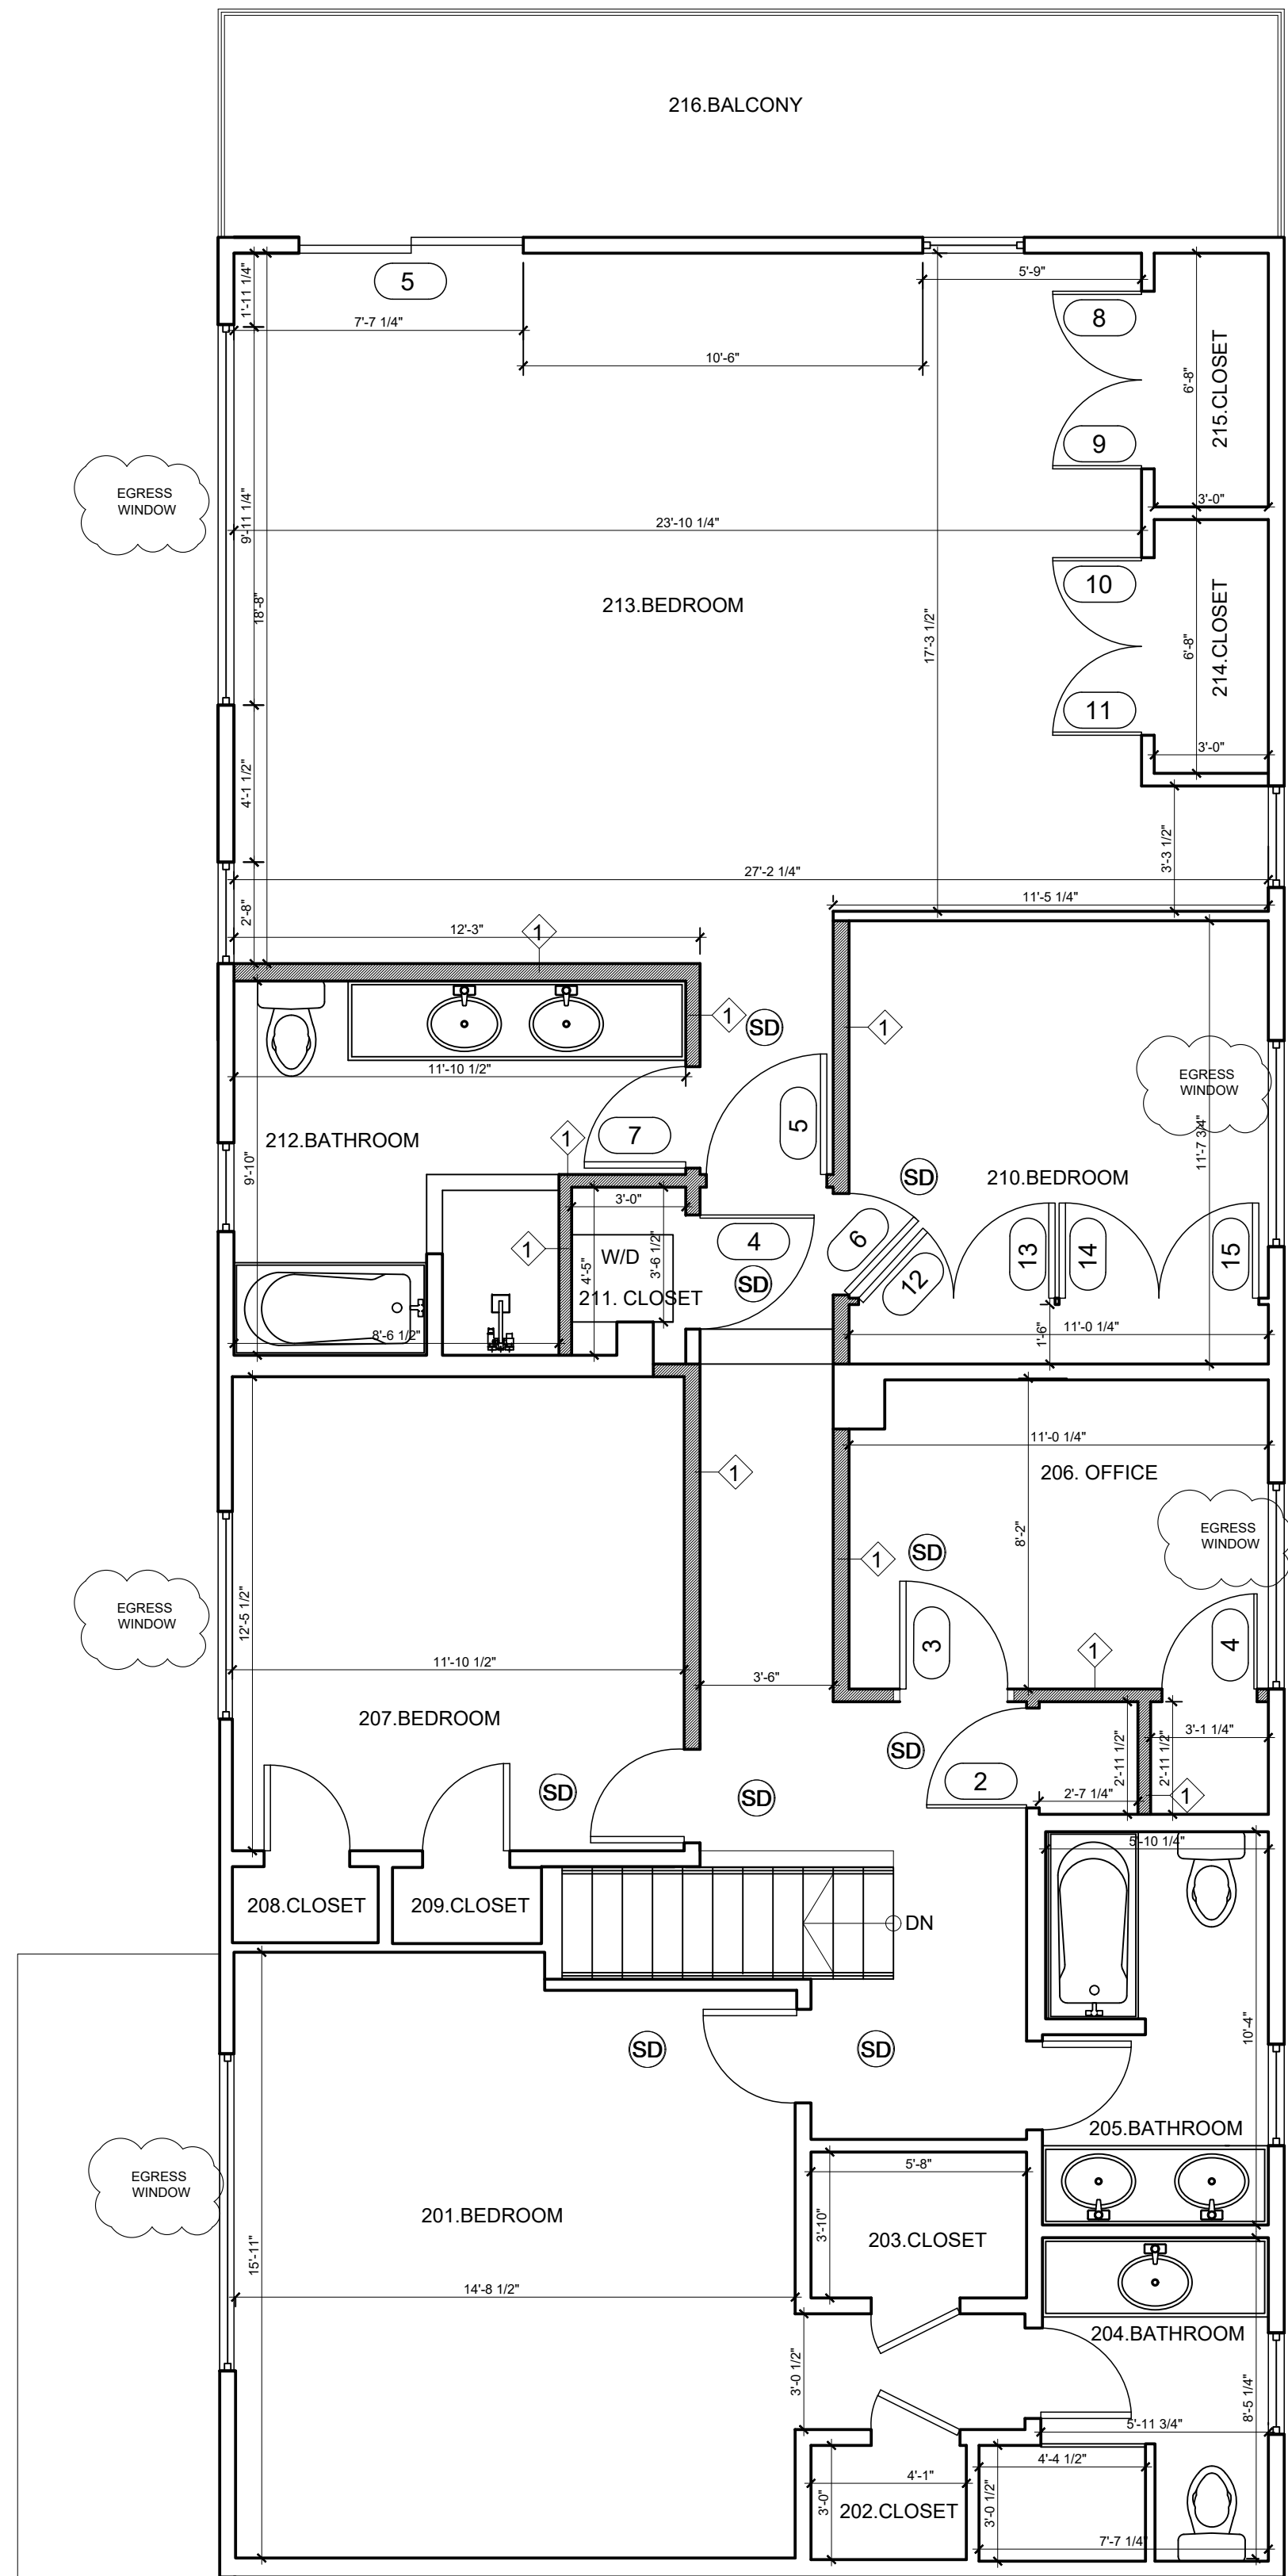 216.BALCONY
5
1'-11 1/4"
7'-7 1/4"
10'-6"
5'-9"
8
6'-8"
215.CLOSET
9
EGRESS
WINDOW
9'-11 1/4"
3'-0"
23'-10 1/4"
18'-8"
213.BEDROOM
17'-3 1/2"
10
6'-8"
214.CLOSET
11
3'-0"
4'-1 1/2"
3'-3 1/2"
27'-2 1/4"
11'-5 1/4"
2'-8"
12'-3"
1
1
SD
1
11'-10 1/2"
EGRESS
WINDOW
11'-7 3/4"
5
7
1
212.BATHROOM
9'-10"
SD
210.BEDROOM
3'-0"
4
6
12
13
14
15
1
W/D
4'-5"
3'-6 1/2"
SD
211. CLOSET
8'-6 1/2"
1'-6"
11'-0 1/4"
11'-0 1/4"
1
206. OFFICE
8'-2"
EGRESS
WINDOW
1
SD
EGRESS
WINDOW
12'-5 1/2"
3
4
1
11'-10 1/2"
3'-6"
207.BEDROOM
SD
2'-11 1/2"
2'-11 1/2"
3'-1 1/4"
2
2'-7 1/4"
1
SD
SD
5'-10 1/4"
208.CLOSET
209.CLOSET
DN
10'-4"
SD
SD
205.BATHROOM
EGRESS
WINDOW
5'-8"
201.BEDROOM
3'-10"
203.CLOSET
15'-11"
14'-8 1/2"
204.BATHROOM
3'-0 1/2"
8'-5 1/4"
5'-11 3/4"
4'-4 1/2"
4'-1"
3'-0"
202.CLOSET
3'-0 1/2"
7'-7 1/4"